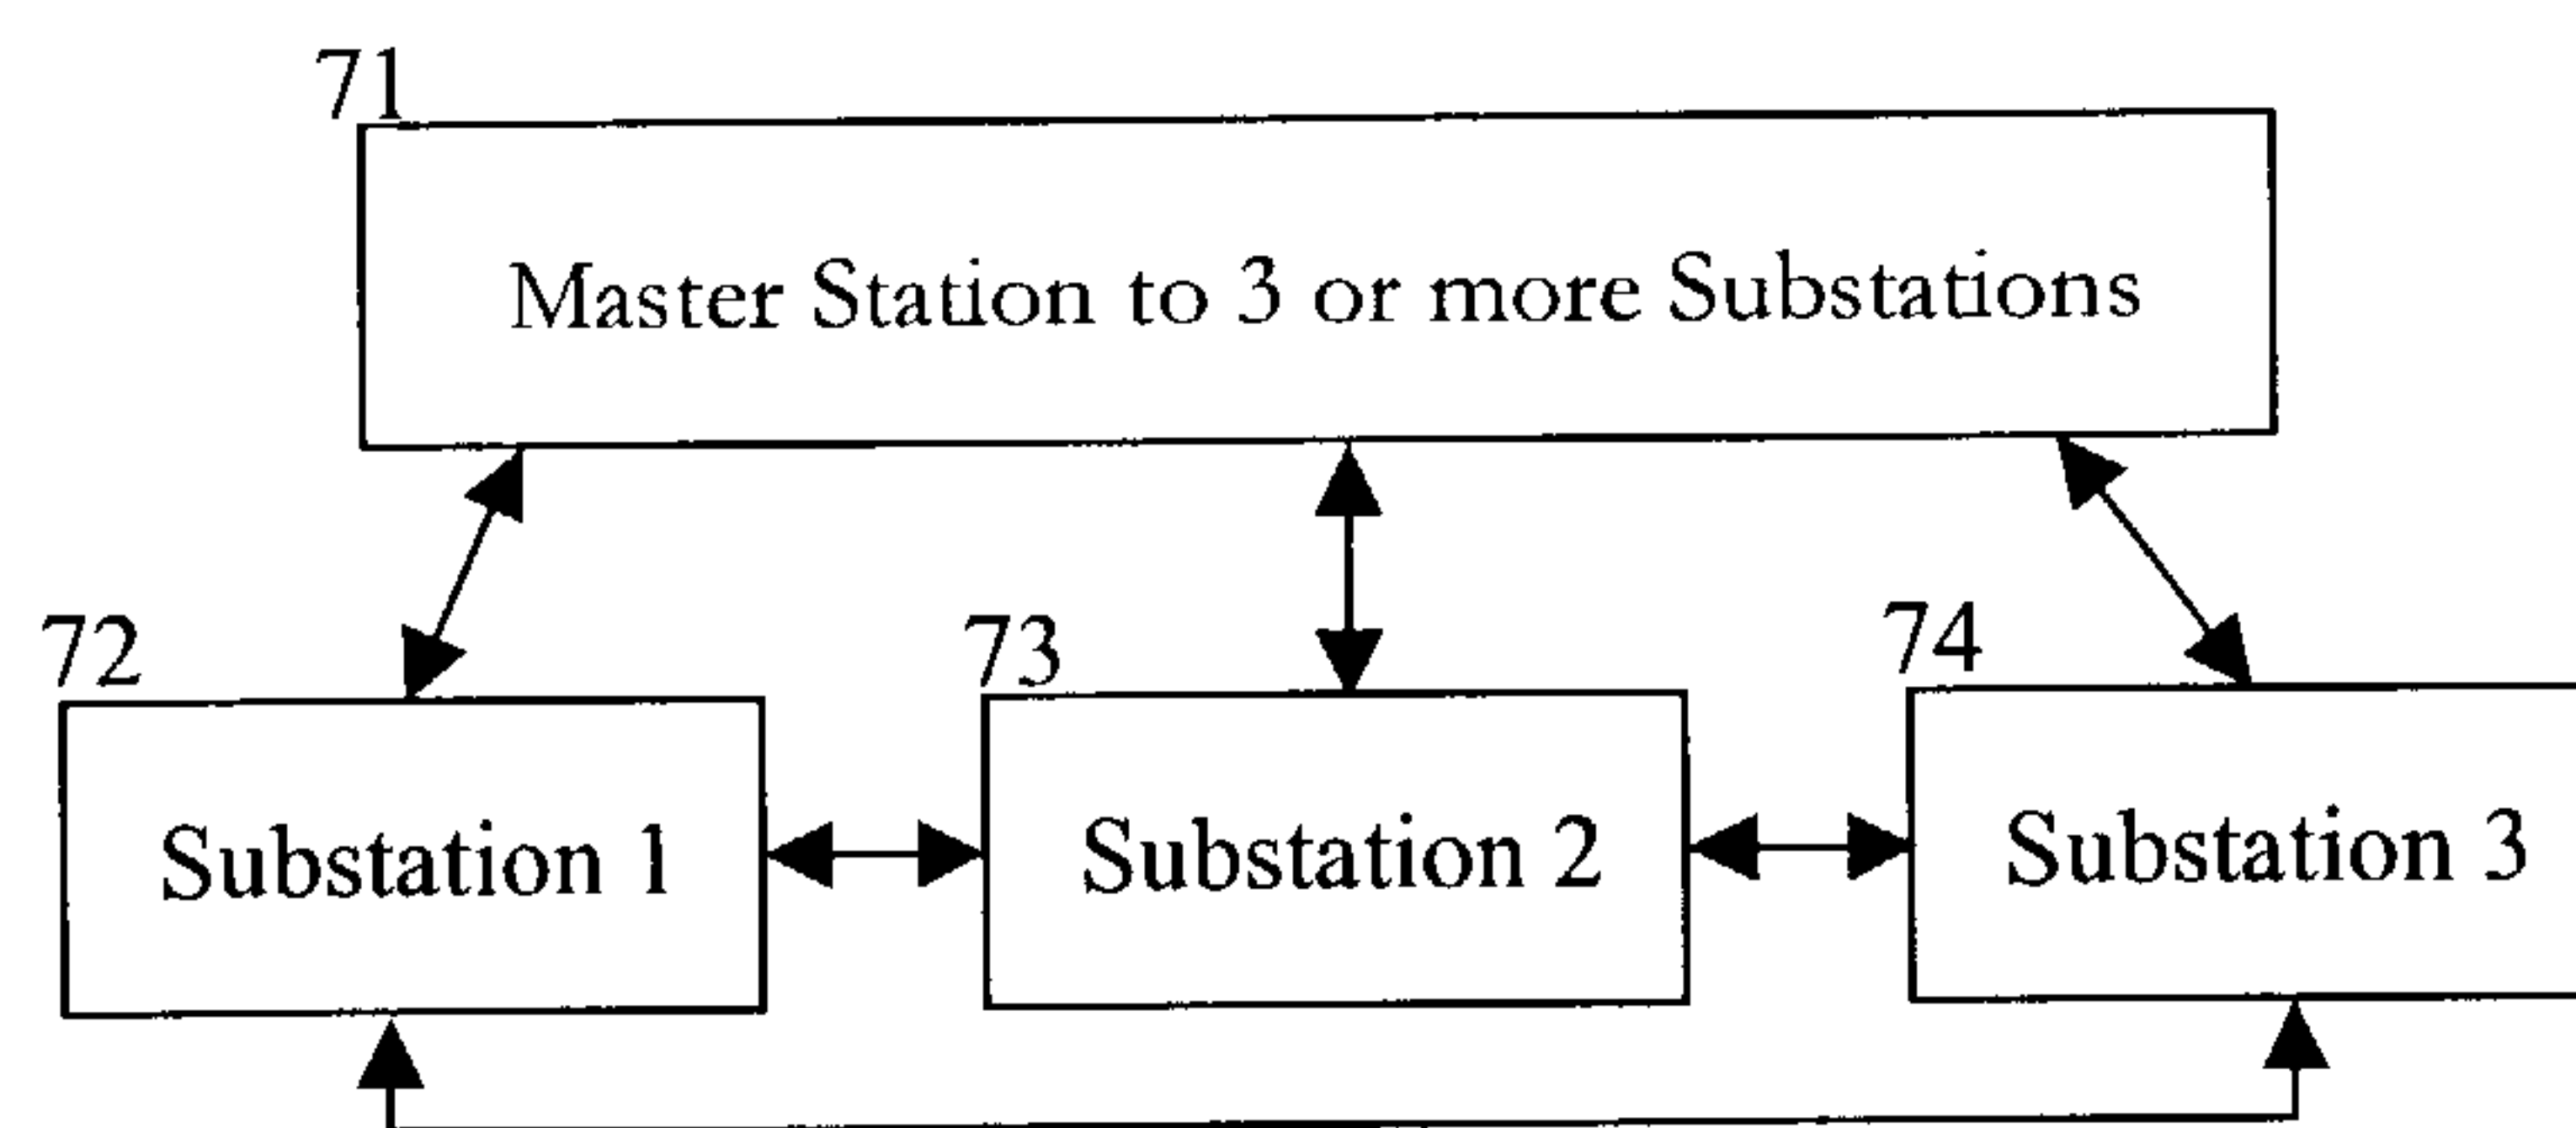 71
Master Station to 3 or more Substations
72
73
74
Substation 1
Substation 2
Substation 3